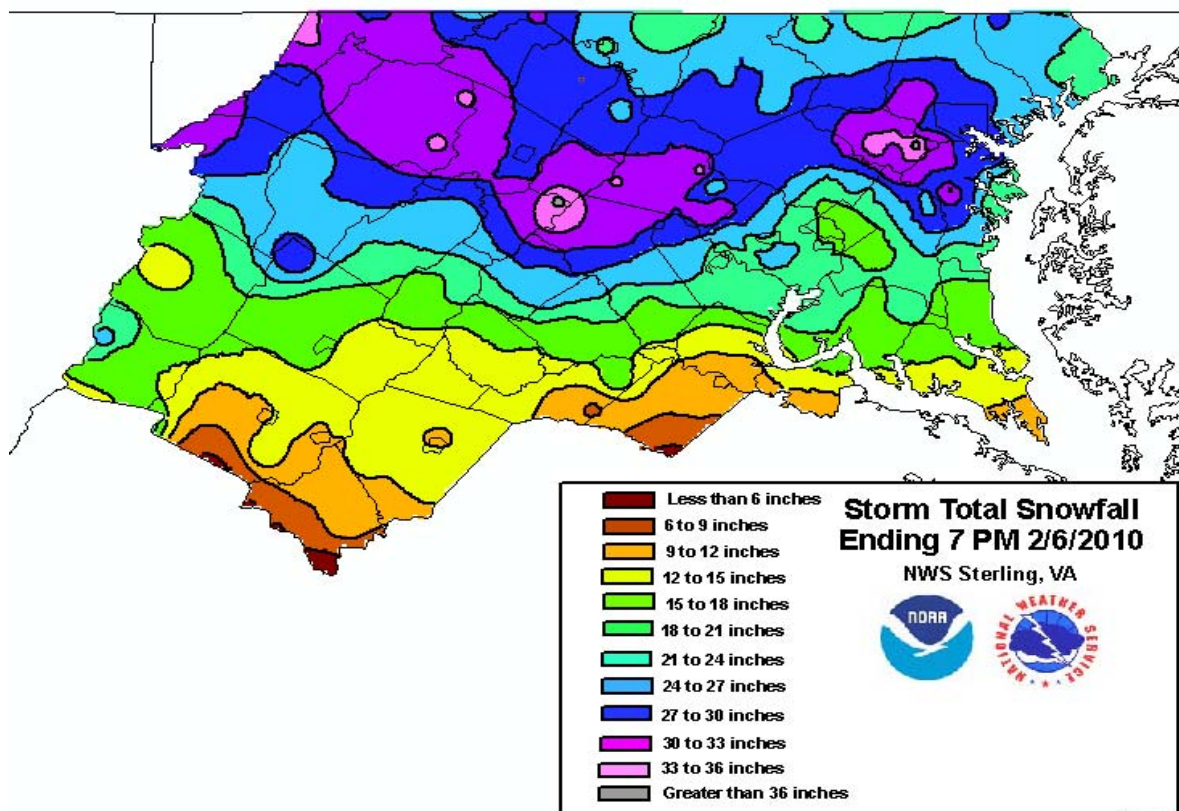 Less than 6 inches
6 to 9 inches
9 to 12 inches
12 to 15 inches
15 to 18 inches
18 to 21 inches
21 to 24 inches
24 to 27 inches
27 to 30 inches
30 to 33 inches
33 to 36 inches
Greater than 36 inches
Storm Total Snowfall
Ending 7 PM 2/6/2010
NWS Sterling, VA
NOAA
NATIONAL WEATHER SERVICE